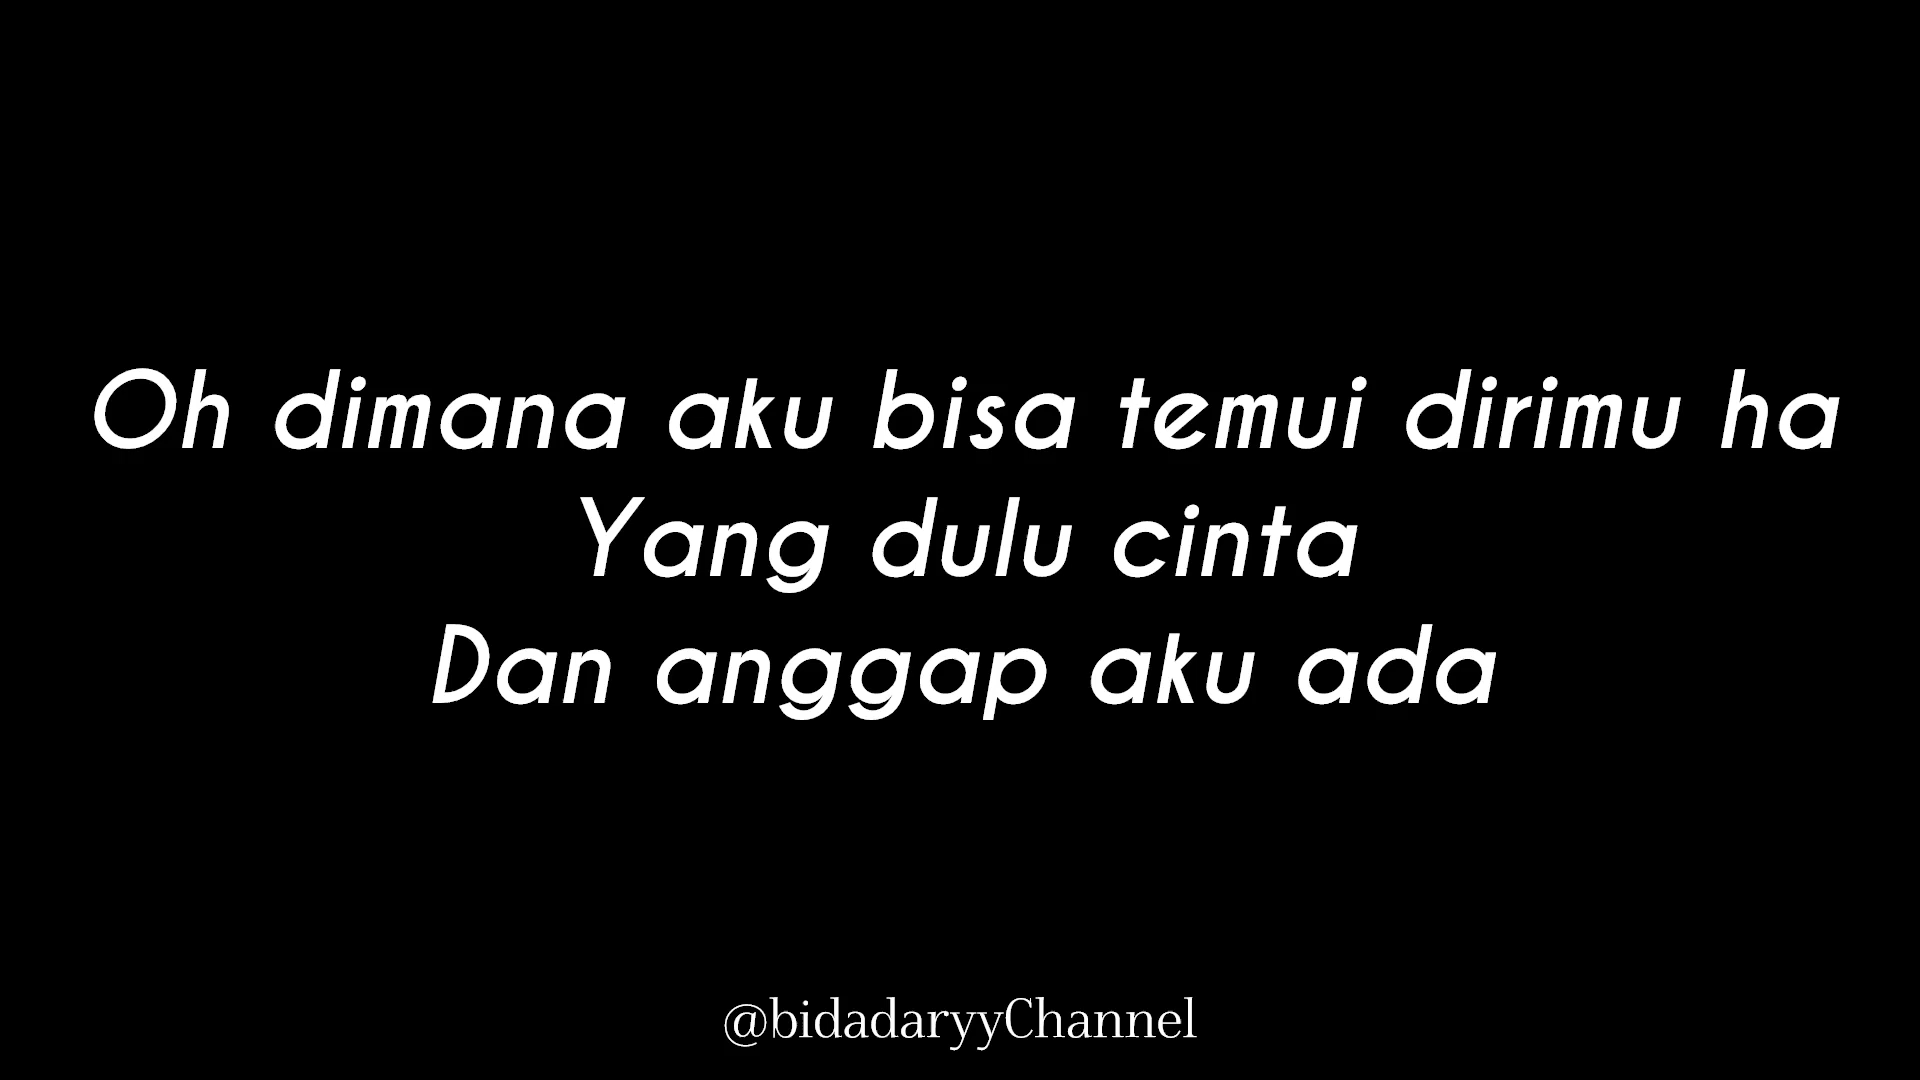 Oh dimana aku bisa temui dirimu ha
Yang dulu cinta
Dan anggap aku ada
@bidadaryyChannel